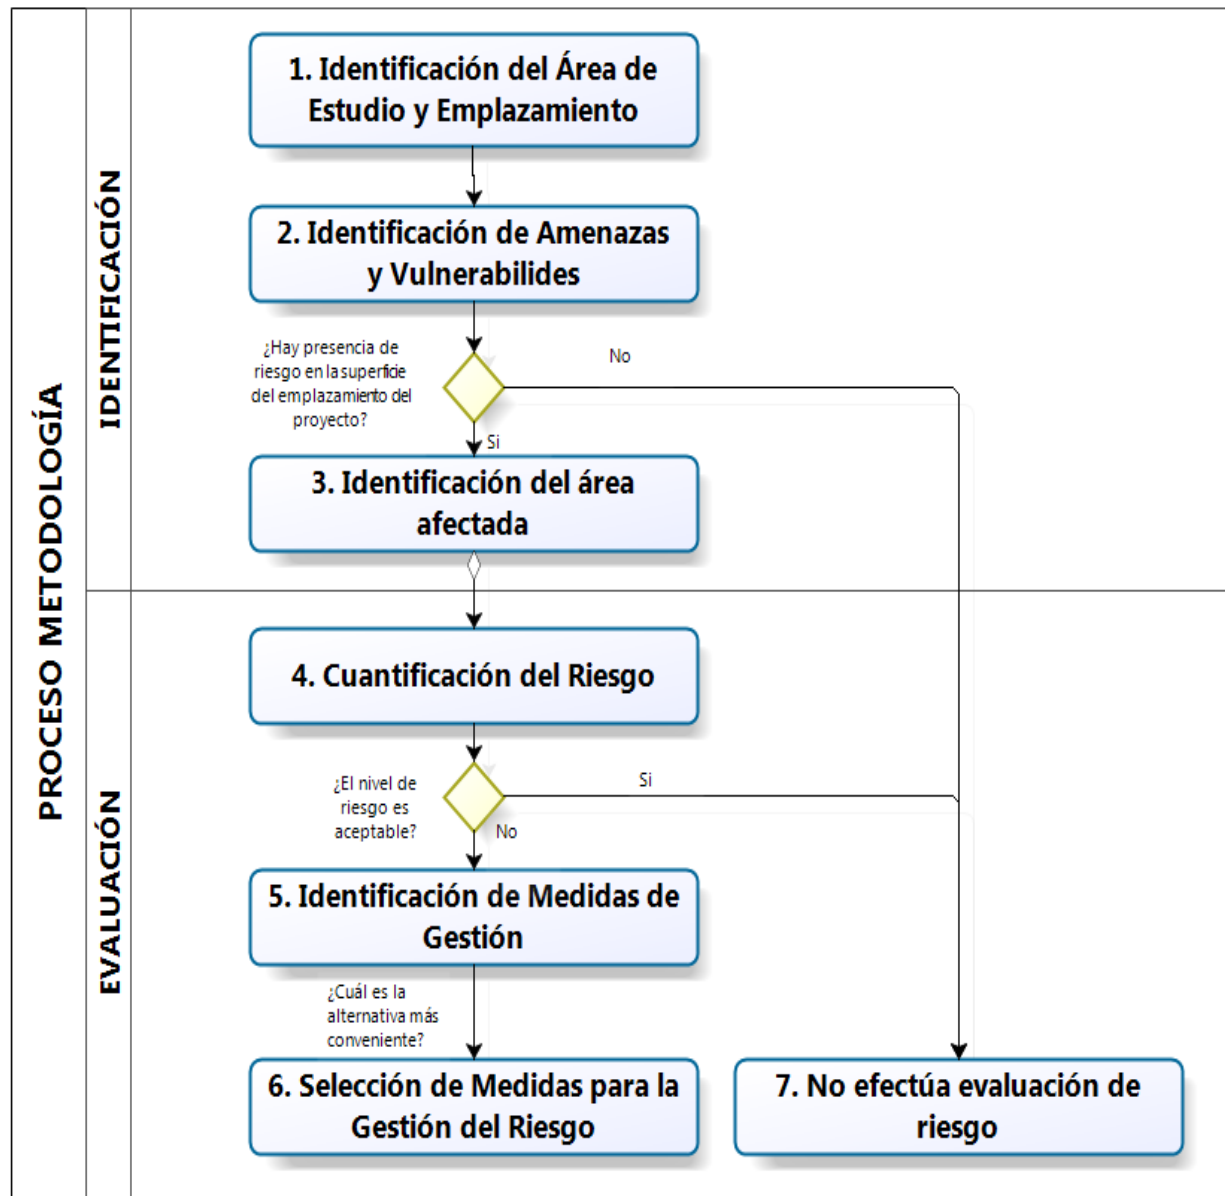 PROCESO METODOLOGÍA
IDENTIFICACIÓN
1. Identificación del Área de
Estudio y Emplazamiento
2. Identificación de Amenazas
y Vulnerabilides
¿Hay presencia de
riesgo en la superficie
del emplazamiento del
proyecto?
No
Si
3. Identificación del área
afectada
EVALUACIÓN
4. Cuantificación del Riesgo
¿El nivel de
riesgo es
aceptable?
Si
No
5. Identificación de Medidas de
Gestión
¿Cuál es la
alternativa más
conveniente?
6. Selección de Medidas para la
Gestión del Riesgo
7. No efectúa evaluación de
riesgo